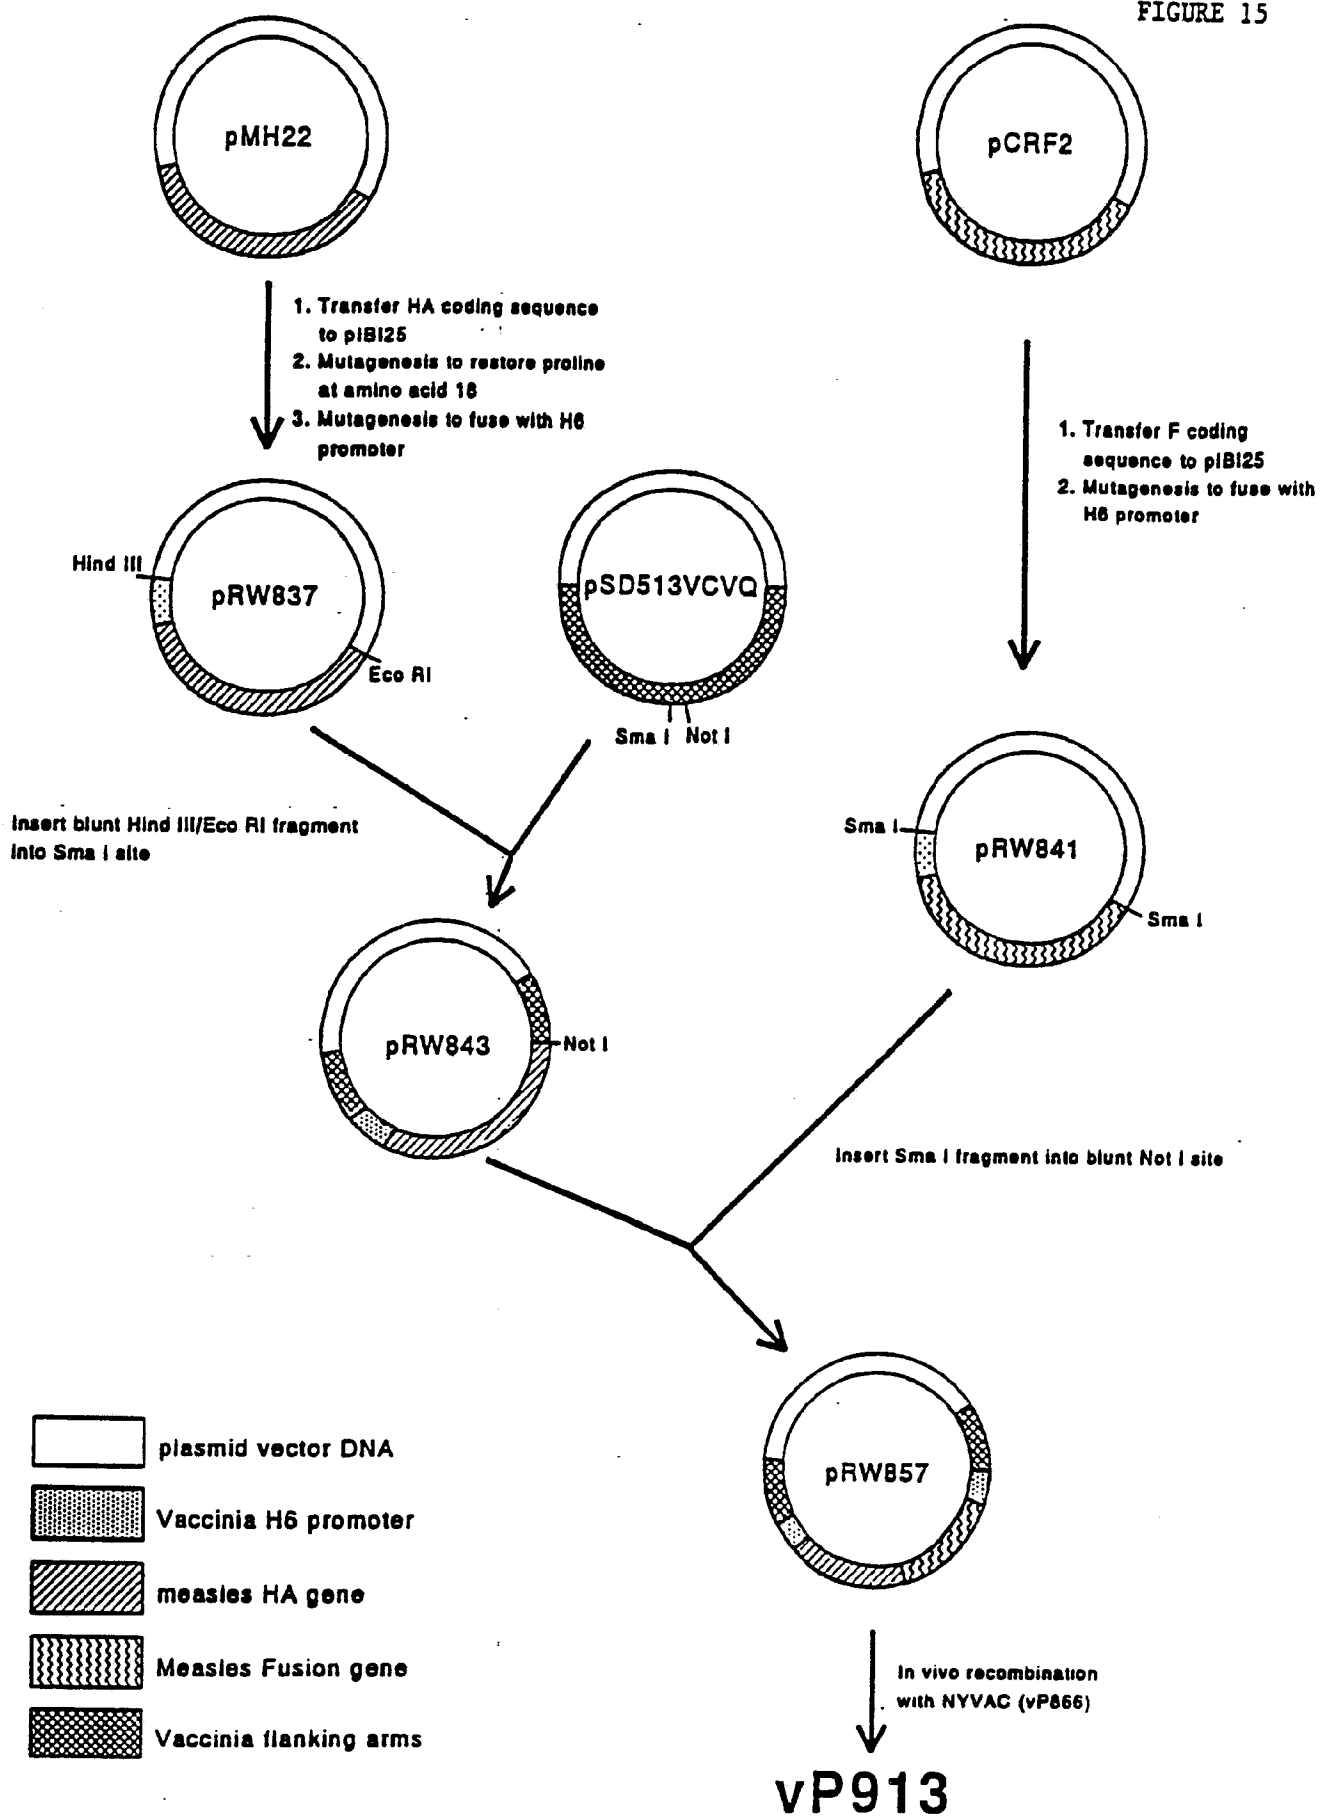 FIGURE 15
pMH22
pCRF2
1. Transfer HA coding sequence
to pIBI25
2. Mutagenesis to restore proline
at amino acid 18
3. Mutagenesis to fuse with H6
promoter
1. Transfer F coding
sequence to pIBI25
2. Mutagenesis to fuse with
H6 promoter
Hind III
pRW837
Eco RI
pSD513VCVQ
Sma I Not I
Insert blunt Hind III/Eco RI fragment
into Sma I site
Sma I
pRW841
Sma I
pRW843
Not I
Insert Sma I fragment into blunt Not I site
pRW857
plasmid vector DNA
Vaccinia H6 promoter
measles HA gene
Measles Fusion gene
Vaccinia flanking arms
In vivo recombination
with NYVAC (vP866)
vP913